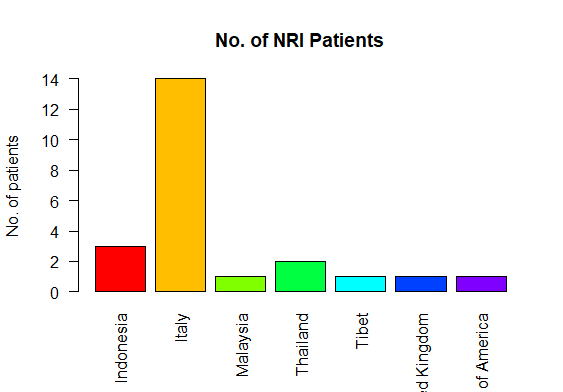 No. of NRI Patients
No. of patients
14
12
10
8
6
4
2
0
Indonesia
Italy
Malaysia
Thailand
Tibet
Kingdom
of America